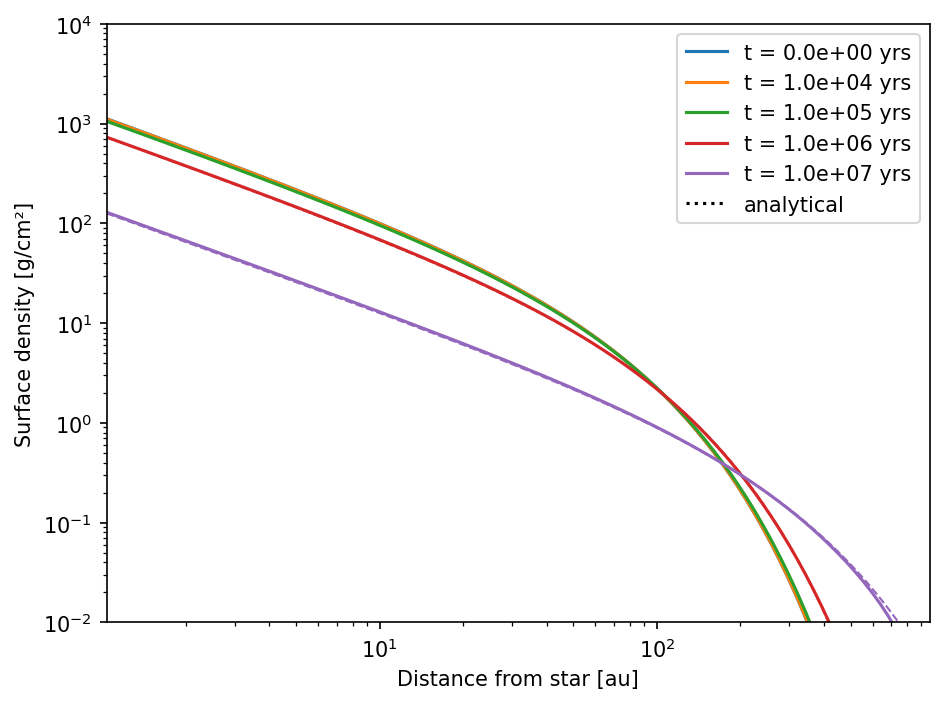 10⁴
10³
10²
10¹
10⁰
10⁻¹
10⁻²
Surface density [g/cm²]
t = 0.0e+00 yrs
t = 1.0e+04 yrs
t = 1.0e+05 yrs
t = 1.0e+06 yrs
t = 1.0e+07 yrs
analytical
10¹
10²
Distance from star [au]